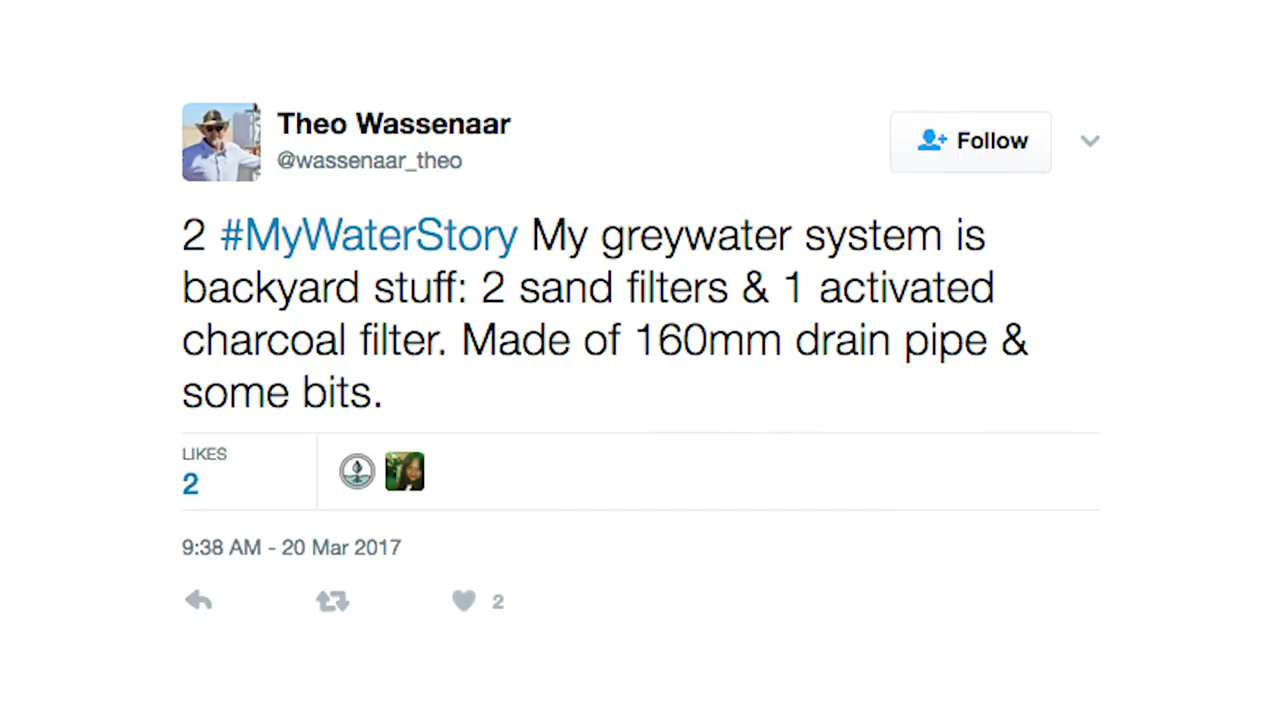 Theo Wassenaar
@wassenaar_theo
Follow
2 #MyWaterStory My greywater system is
backyard stuff: 2 sand filters & 1 activated
charcoal filter. Made of 160mm drain pipe &
some bits.
LIKES
2
9:38 AM - 20 Mar 2017
2